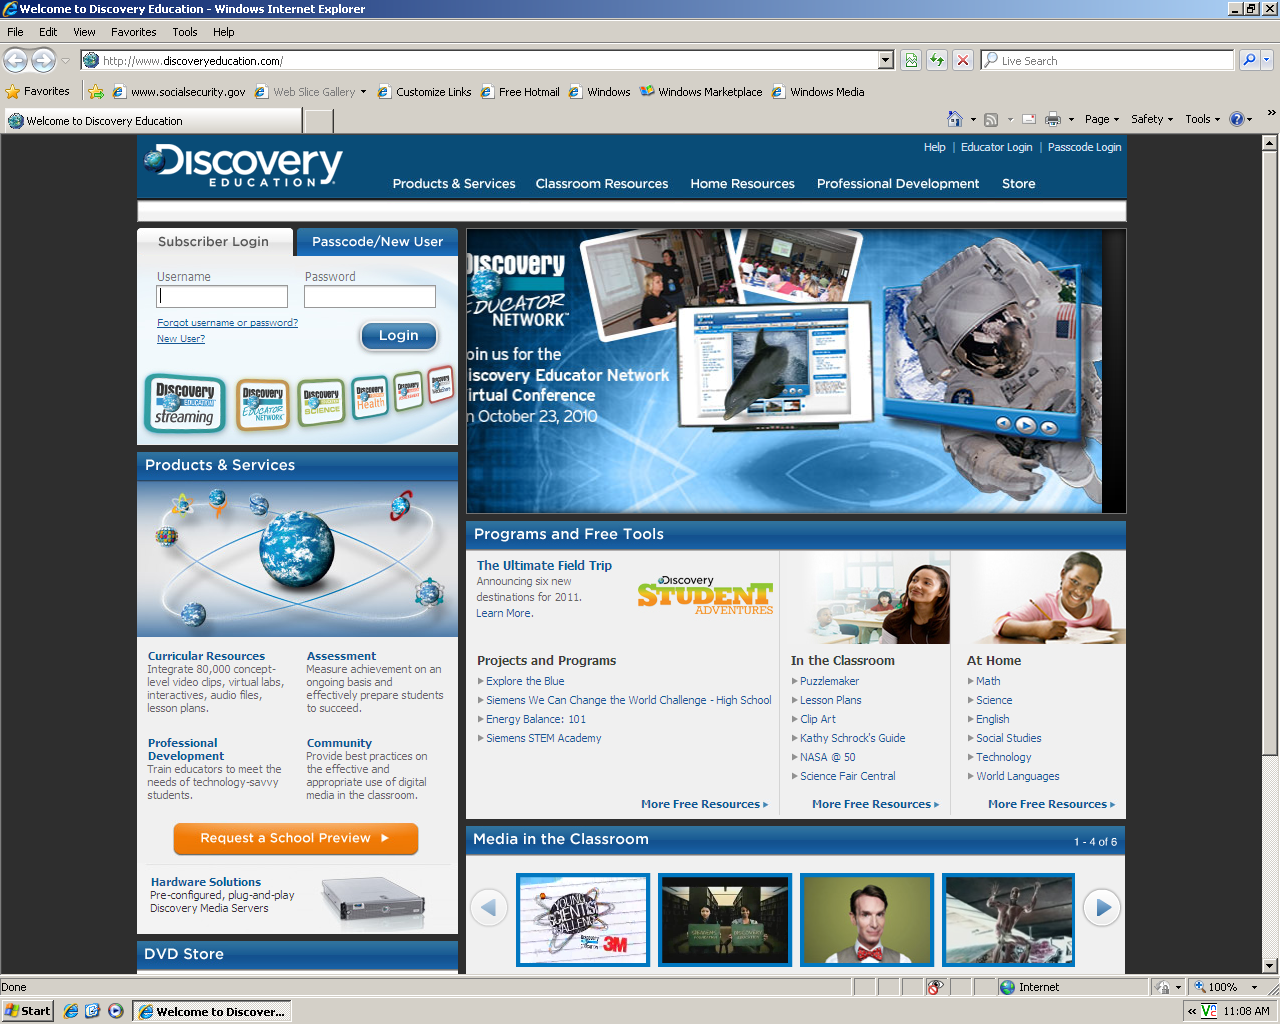 Welcome to Discovery Education - Windows Internet Explorer
File Edit View Favorites Tools Help
http://www.discoveryeducation.com/
Live Search
Favorites
www.socialsecurity.gov
Web Slice Gallery
Customize Links
Free Hotmail
Windows
Windows Marketplace
Windows Media
Welcome to Discovery Education
Page Safety Tools
»
Discovery
EDUCATION
Help | Educator Login | Passcode Login
Products & Services Classroom Resources Home Resources Professional Development Store
Subscriber Login
Passcode/New User
Username
Password
Forgot username or password?
New User?
Login
Discovery
EDUCATION
streaming
Discovery
EDUCATOR
NETWORK
Discovery
SCIENCE
Discovery
Health
Discovery
EDUCATOR
NETWORK™
oin us for the
iscovery Educator Network
irtual Conference
n October 23, 2010
Products & Services
Curricular Resources
Integrate 80,000 concept-
level video clips, virtual labs,
interactives, audio files,
lesson plans.
Assessment
Measure achievement on an
ongoing basis and
effectively prepare students
to succeed.
Professional
Development
Train educators to meet the
needs of technology-savvy
students.
Community
Provide best practices on
the effective and
appropriate use of digital
media in the classroom.
Request a School Preview
Hardware Solutions
Pre-configured, plug-and-play
Discovery Media Servers
DVD Store
Programs and Free Tools
The Ultimate Field Trip
Announcing six new
destinations for 2011.
Learn More.
Discovery
STUDENT
ADVENTURES
Projects and Programs
Explore the Blue
Siemens We Can Change the World Challenge - High School
Energy Balance: 101
Siemens STEM Academy
More Free Resources
In the Classroom
Puzzlemaker
Lesson Plans
Clip Art
Kathy Schrock's Guide
NASA @ 50
Science Fair Central
More Free Resources
At Home
Math
Science
English
Social Studies
Technology
World Languages
More Free Resources
Media in the Classroom
1 - 4 of 6
YOUNG
SCIENTIST
CHALLENGE
Discovery
3M
Done
Internet
100%
Start
Welcome to Discover...
«
11:08 AM